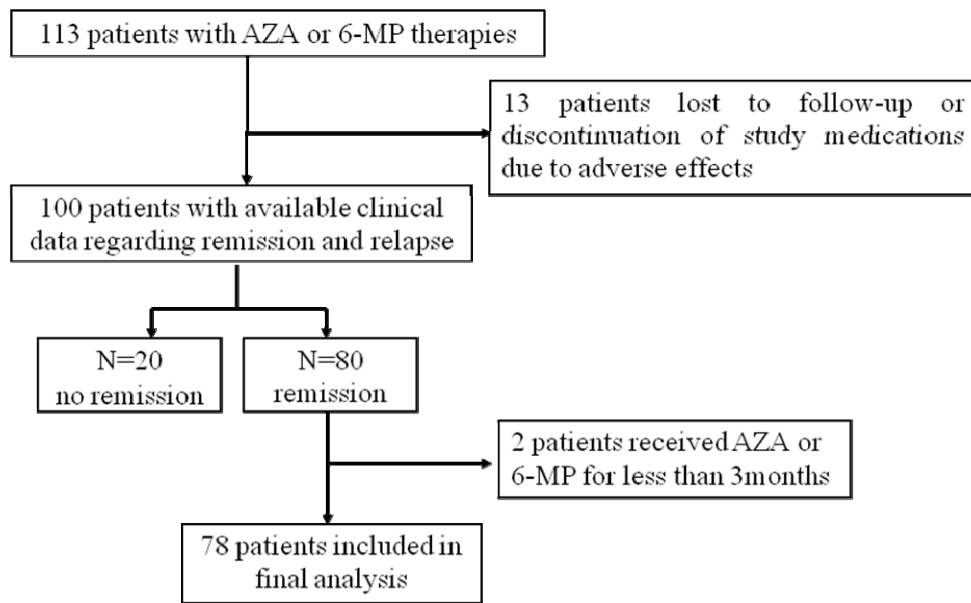 113 patients with AZA or 6-MP therapies
13 patients lost to follow-up or
discontinuation of study medications
due to adverse effects
100 patients with available clinical
data regarding remission and relapse
N=20
no remission
N=80
remission
2 patients received AZA or
6-MP for less than 3months
78 patients included in
final analysis